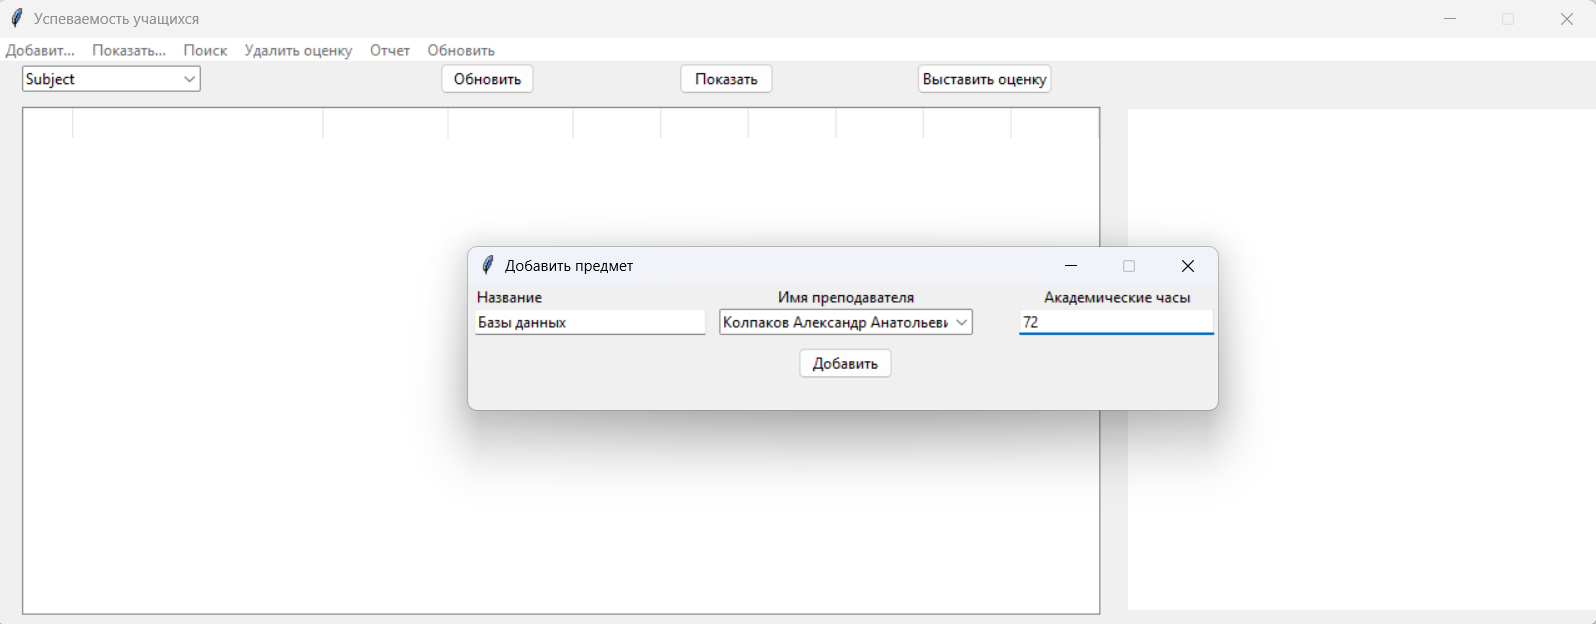 Успеваемость учащихся
Добавит... Показать... Поиск Удалить оценку Отчет Обновить
Subject Обновить Показать Выставить оценку
Добавить предмет
Название Имя преподавателя Академические часы
Базы данных Колпаков Александр Анатольеви 72
Добавить